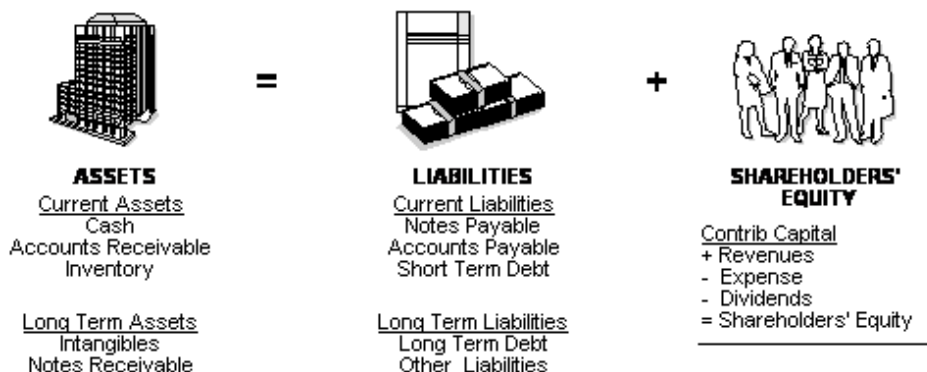 =
+
ASSETS
Current Assets
Cash
Accounts Receivable
Inventory
Long Term Assets
Intangibles
Notes Receivable
LIABILITIES
Current Liabilities
Notes Payable
Accounts Payable
Short Term Debt
Long Term Liabilities
Long Term Debt
Other Liabilities
SHAREHOLDERS'
EQUITY
Contrib Capital
+ Revenues
- Expense
- Dividends
= Shareholders' Equity